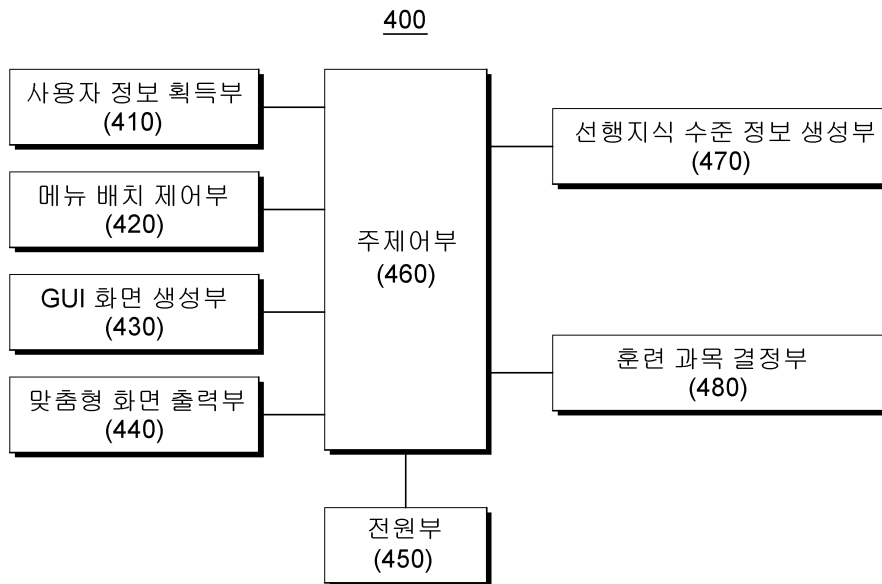 400
사용자 정보 획득부
(410)
메뉴 배치 제어부
(420)
GUI 화면 생성부
(430)
맞춤형 화면 출력부
(440)
주제어부
(460)
선행지식 수준 정보 생성부
(470)
훈련 과목 결정부
(480)
전원부
(450)